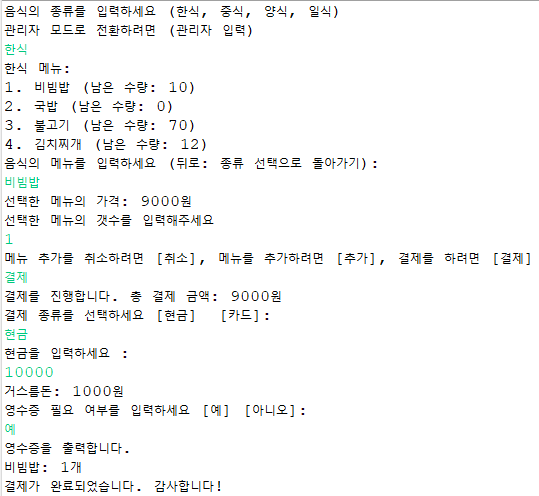 음식의 종류를 입력하세요 (한식, 중식, 양식, 일식)
관리자 모드로 전환하려면 (관리자 입력)
한식
한식 메뉴:
1. 비빔밥 (남은 수량: 10)
2. 국밥 (남은 수량: 0)
3. 불고기 (남은 수량: 70)
4. 김치찌개 (남은 수량: 12)
음식의 메뉴를 입력하세요 (뒤로: 종류 선택으로 돌아가기):
비빔밥
선택한 메뉴의 가격: 9000원
선택한 메뉴의 갯수를 입력해주세요
1
메뉴 추가를 취소하려면 [취소], 메뉴를 추가하려면 [추가], 결제를 하려면 [결제]
결제
결제를 진행합니다. 총 결제 금액: 9000원
결제 종류를 선택하세요 [현금]  [카드]:
현금
현금을 입력하세요 :
10000
거스름돈: 1000원
영수증 필요 여부를 입력하세요 [예] [아니오]:
예
영수증을 출력합니다.
비빔밥: 1개
결제가 완료되었습니다. 감사합니다!